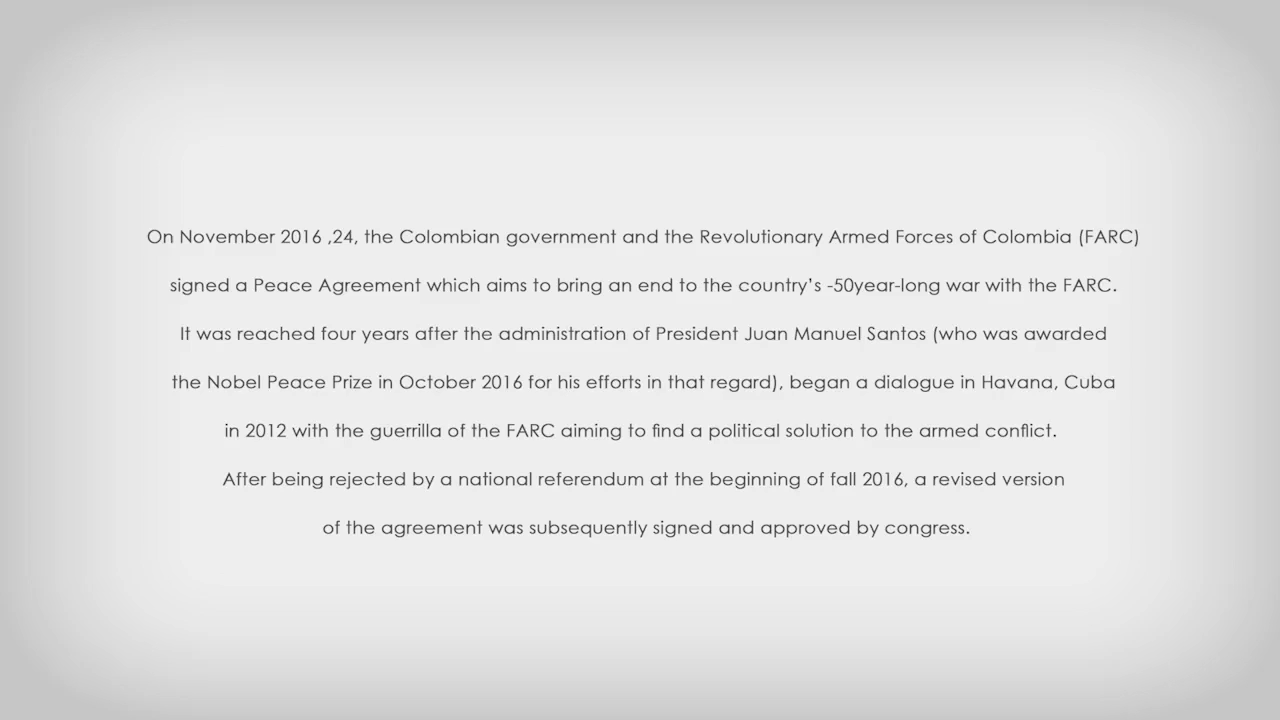 On November 2016 ,24, the Colombian government and the Revolutionary Armed Forces of Colombia (FARC)
signed a Peace Agreement which aims to bring an end to the country's -50year-long war with the FARC.
It was reached four years after the administration of President Juan Manuel Santos (who was awarded
the Nobel Peace Prize in October 2016 for his efforts in that regard), began a dialogue in Havana, Cuba
in 2012 with the guerrilla of the FARC aiming to find a political solution to the armed conflict.
After being rejected by a national referendum at the beginning of fall 2016, a revised version
of the agreement was subsequently signed and approved by congress.